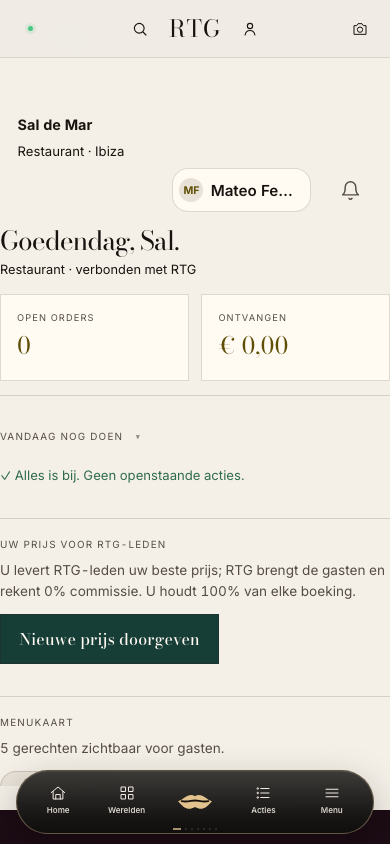 RTG
Sal de Mar
Restaurant · Ibiza
MF Mateo Fe...
Goedendag, Sal.
Restaurant · verbonden met RTG
OPEN ORDERS
0
ONTVANGEN
€ 0,00
VANDAAG NOG DOEN ▾
✓ Alles is bij. Geen openstaande acties.
UW PRIJS VOOR RTG-LEDEN
U levert RTG-leden uw beste prijs; RTG brengt de gasten en
rekent 0% commissie. U houdt 100% van elke boeking.
Nieuwe prijs doorgeven
MENUKAART
5 gerechten zichtbaar voor gasten.
Home
Werelden
Acties
Menu